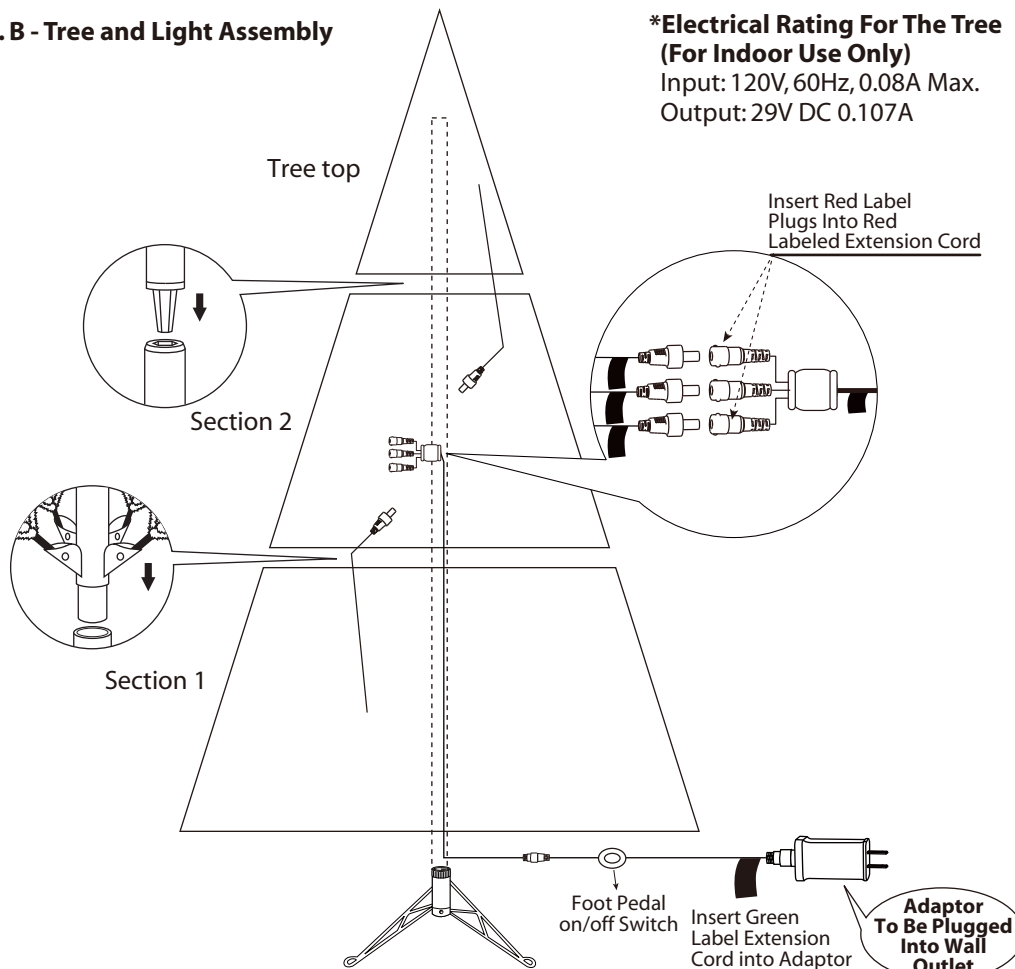 . B - Tree and Light Assembly
*Electrical Rating For The Tree
(For Indoor Use Only)
Input: 120V, 60Hz, 0.08A Max.
Output: 29V DC 0.107A
Tree top
Insert Red Label
Plugs Into Red
Labeled Extension Cord
Section 2
Section 1
Foot Pedal
on/off Switch
Insert Green
Label Extension
Cord into Adaptor
Adaptor
To Be Plugged
Into Wall
Outlet